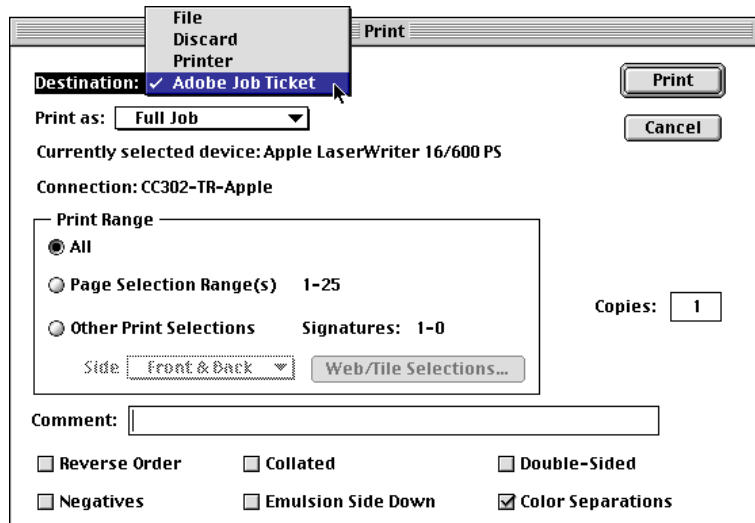 Print
File
Discard
Printer
Destination: ✓ Adobe Job Ticket
Print
Print as: Full Job
Cancel
Currently selected device: Apple LaserWriter 16/600 PS
Connection: CC302-TR-Apple
Print Range
All
Page Selection Range(s) 1-25
Other Print Selections Signatures: 1-0
Copies: 1
Side Front & Back Web/Tile Selections...
Comment:
Reverse Order Collated Double-Sided
Negatives Emulsion Side Down Color Separations